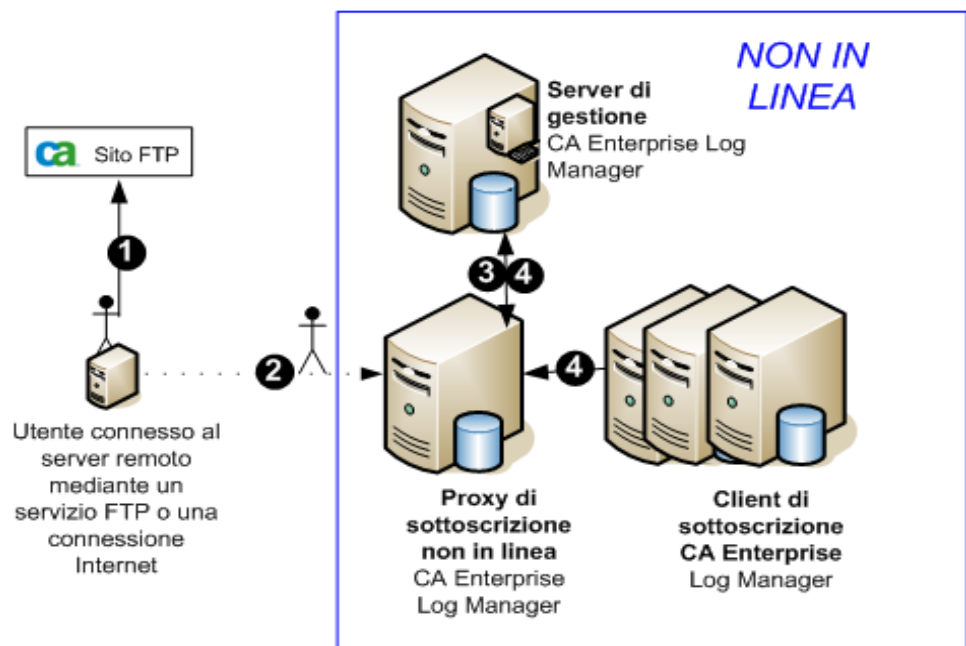 NON IN
LINEA
Server di
gestione
CA Enterprise Log
Manager
ca Sito FTP
1
3 4
2
4
Utente connesso al
server remoto
mediante un
servizio FTP o una
connessione
Internet
Proxy di
sottoscrizione
non in linea
CA Enterprise
Log Manager
Client di
sottoscrizione
CA Enterprise
Log Manager